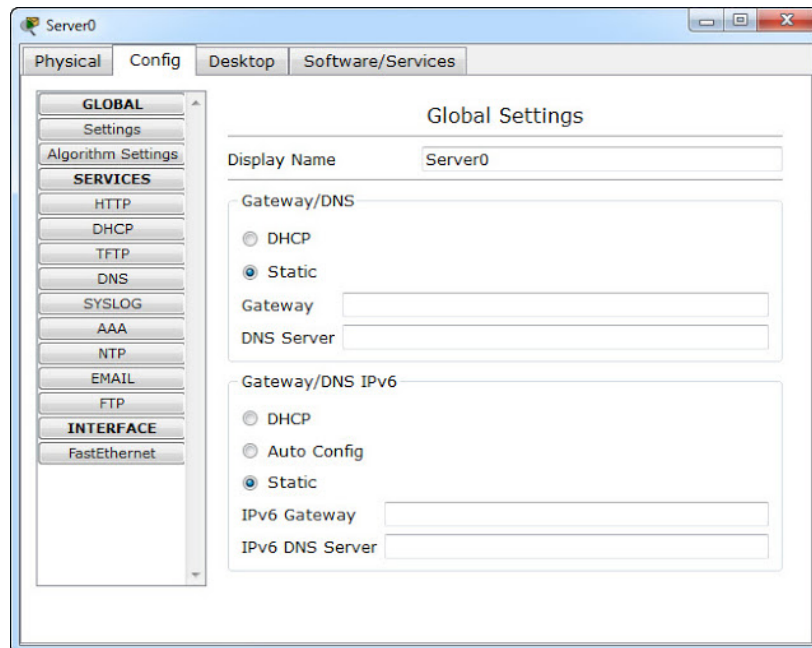 Server0
Physical Config Desktop Software/Services
GLOBAL
Settings
Algorithm Settings
SERVICES
HTTP
DHCP
TFTP
DNS
SYSLOG
AAA
NTP
EMAIL
FTP
INTERFACE
FastEthernet
Global Settings
Display Name Server0
Gateway/DNS
DHCP
Static
Gateway
DNS Server
Gateway/DNS IPv6
DHCP
Auto Config
Static
IPv6 Gateway
IPv6 DNS Server